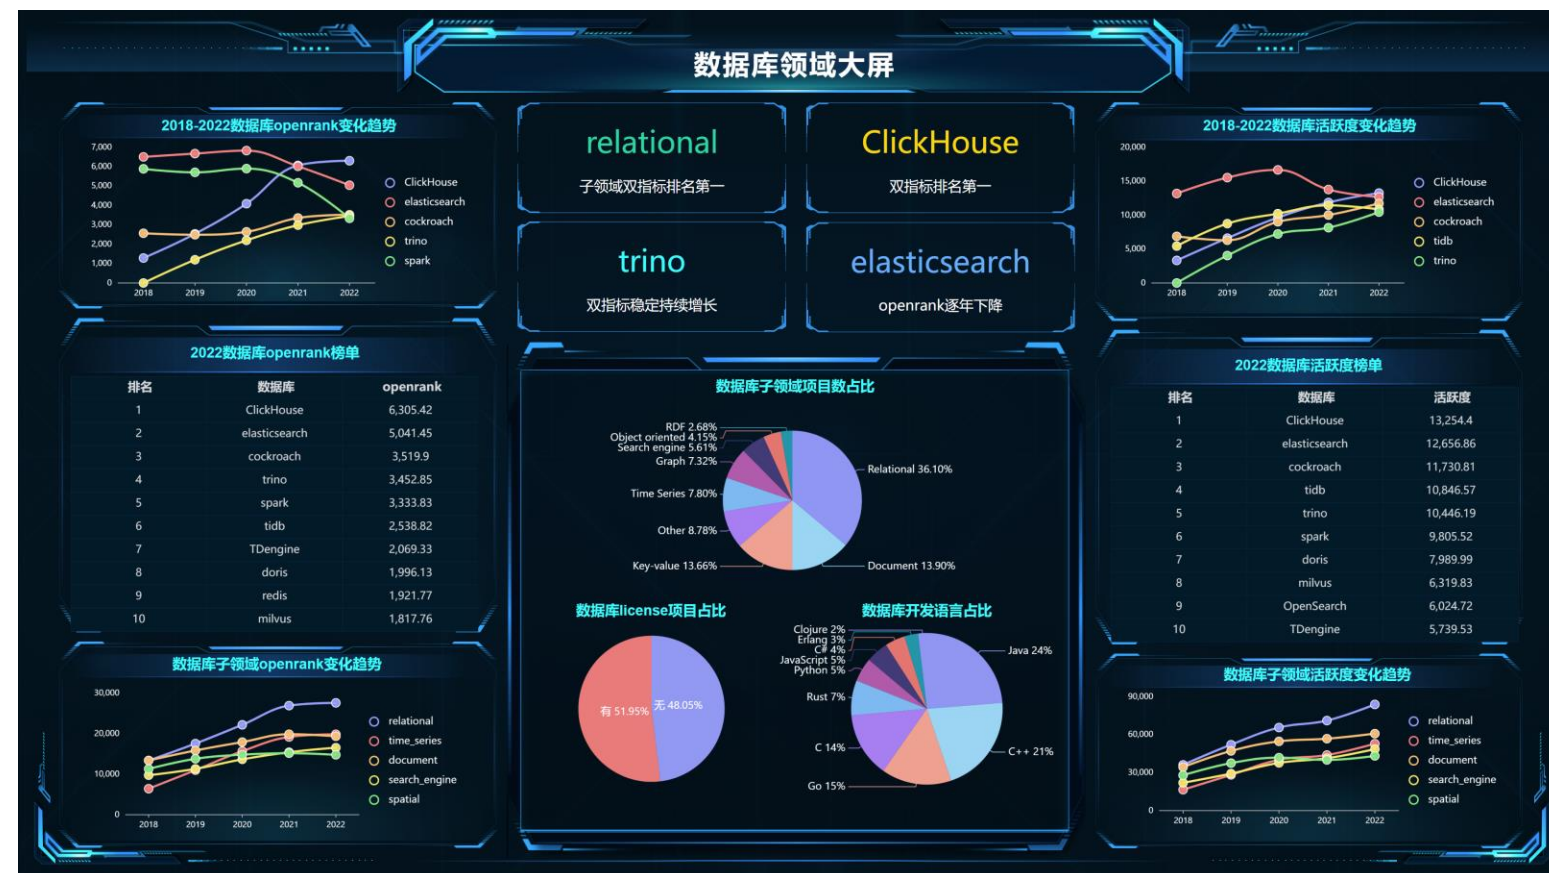 数据库领域大屏
2018-2022数据库openrank变化趋势
7,000
6,000
5,000
4,000
3,000
2,000
1,000
0
2018 2019 2020 2021 2022
ClickHouse
elasticsearch
cockroach
trino
spark
relational
子领域双指标排名第一
ClickHouse
双指标排名第一
trino
双指标稳定持续增长
elasticsearch
openrank逐年下降
2018-2022数据库活跃度变化趋势
20,000
15,000
10,000
5,000
0
2018 2019 2020 2021 2022
ClickHouse
elasticsearch
cockroach
tidb
trino
2022数据库openrank榜单
排名 数据库 openrank
1 ClickHouse 6,305.42
2 elasticsearch 5,041.45
3 cockroach 3,519.9
4 trino 3,452.85
5 spark 3,333.83
6 tidb 2,538.82
7 TDengine 2,069.33
8 doris 1,996.13
9 redis 1,921.77
10 milvus 1,817.76
数据库子领域项目数占比
RDF 2.68%
Object oriented 4.15%
Search engine 5.61%
Graph 7.32%
Time Series 7.80%
Other 8.78%
Key-value 13.66%
Relational 36.10%
Document 13.90%
数据库license项目占比
有 51.95%
无 48.05%
数据库开发语言占比
Clojure 2%
Erlang 3%
C# 4%
JavaScript 5%
Python 5%
Rust 7%
C 14%
Go 15%
Java 24%
C++ 21%
2022数据库活跃度榜单
排名 数据库 活跃度
1 ClickHouse 13,254.4
2 elasticsearch 12,656.86
3 cockroach 11,730.81
4 tidb 10,846.57
5 trino 10,446.19
6 spark 9,805.52
7 doris 7,989.99
8 milvus 6,319.83
9 OpenSearch 6,024.72
10 TDengine 5,739.53
数据库子领域openrank变化趋势
30,000
20,000
10,000
0
2018 2019 2020 2021 2022
relational
time_series
document
search_engine
spatial
数据库子领域活跃度变化趋势
90,000
60,000
30,000
0
2018 2019 2020 2021 2022
relational
time_series
document
search_engine
spatial